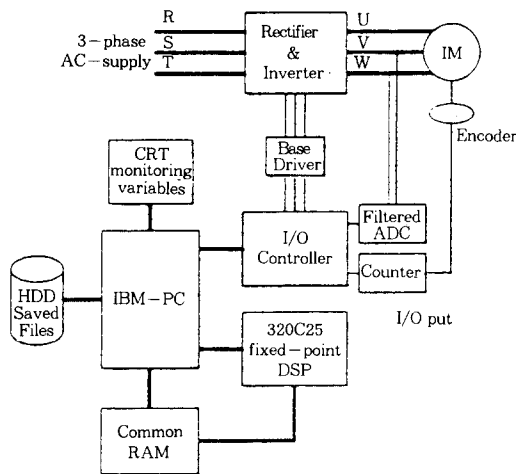 R
S
T
3-phase
AC-supply
Rectifier
&
Inverter
U
V
W
IM
Encoder
Base
Driver
CRT
monitoring
variables
I/O
Controller
Filtered
ADC
Counter
I/O put
HDD
Saved
Files
IBM-PC
320C25
fixed-point
DSP
Common
RAM